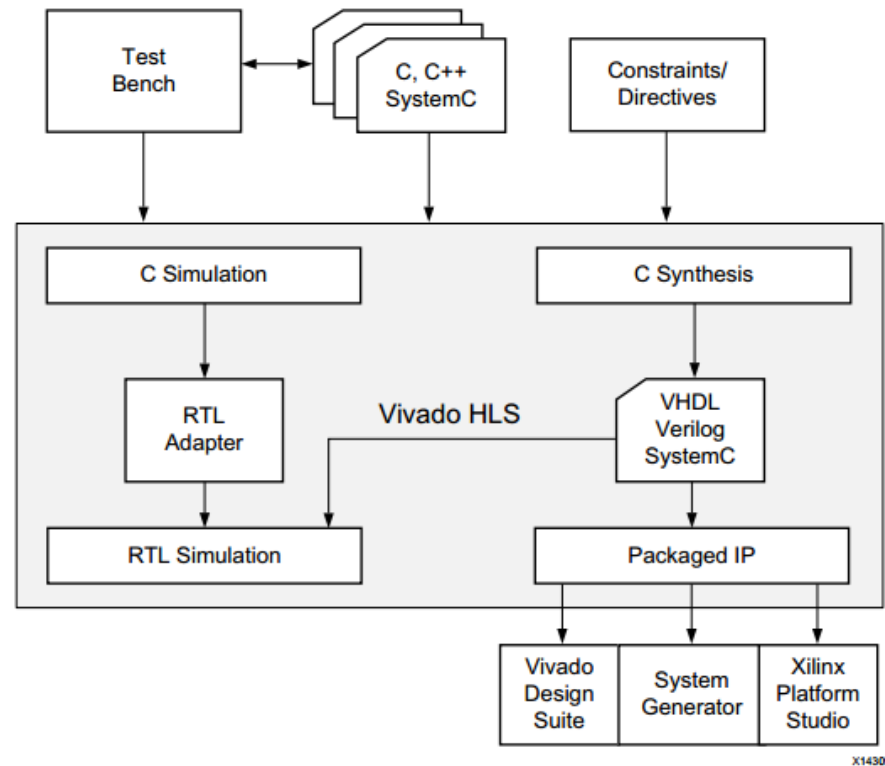 Test
Bench
C, C++
SystemC
Constraints/
Directives
C Simulation
C Synthesis
RTL
Adapter
Vivado HLS
VHDL
Verilog
SystemC
RTL Simulation
Packaged IP
Vivado
Design
Suite
System
Generator
Xilinx
Platform
Studio
X1430